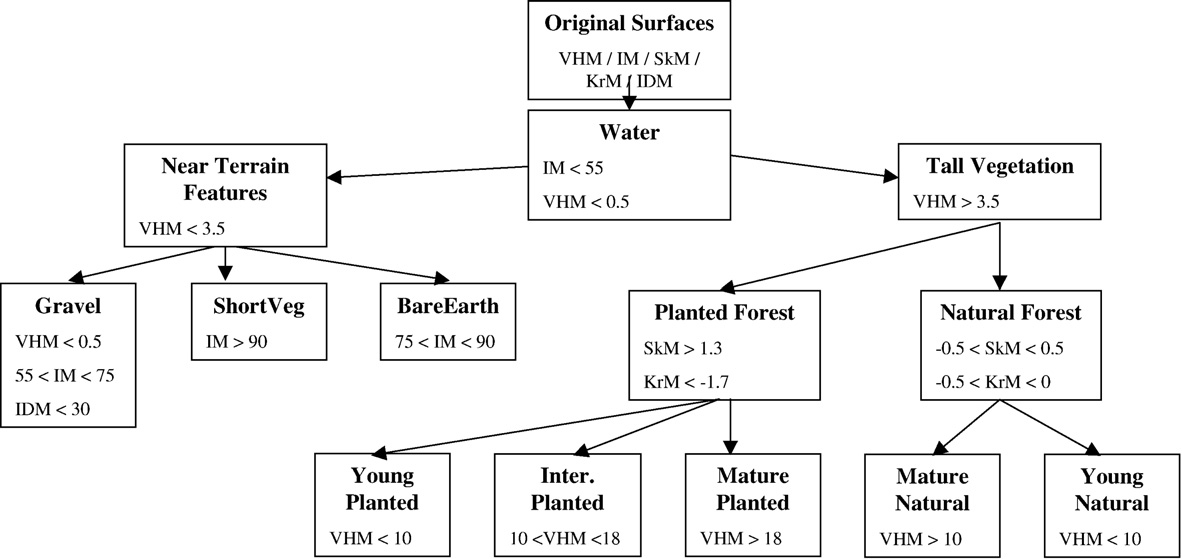 Original Surfaces
VHM / IM / SkM /
KrM / IDM
Water
IM < 55
VHM < 0.5
Near Terrain
Features
VHM < 3.5
Tall Vegetation
VHM > 3.5
Gravel
VHM < 0.5
55 < IM < 75
IDM < 30
ShortVeg
IM > 90
BareEarth
75 < IM < 90
Planted Forest
SkM > 1.3
KrM < -1.7
Natural Forest
-0.5 < SkM < 0.5
-0.5 < KrM < 0
Young
Planted
VHM < 10
Inter.
Planted
10 <VHM <18
Mature
Planted
VHM > 18
Mature
Natural
VHM > 10
Young
Natural
VHM < 10